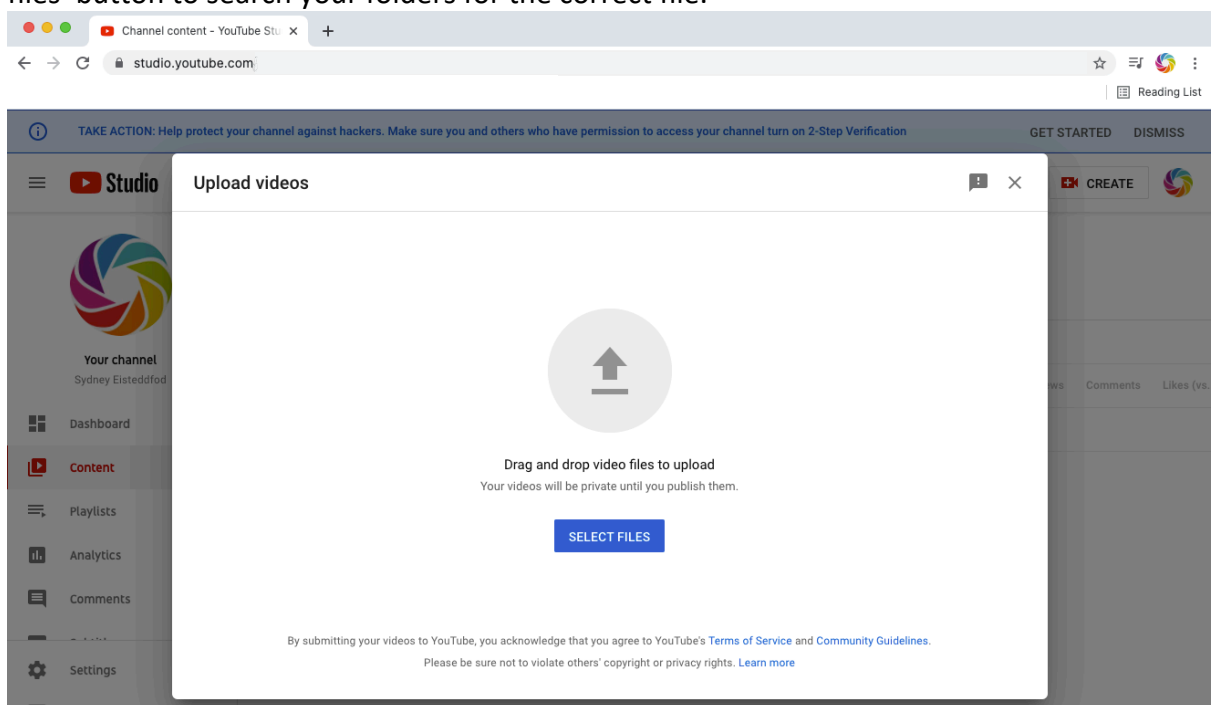 files' button to search your folders for the correct file.
Channel content - YouTube Stu
studio.youtube.com
Reading List
TAKE ACTION: Help protect your channel against hackers. Make sure you and others who have permission to access your channel turn on 2-Step Verification GET STARTED DISMISS
Studio
Upload videos
CREATE
Your channel
Sydney Eisteddfod
Comments Likes (vs.
Dashboard
Content
Drag and drop video files to upload
Your videos will be private until you publish them.
Playlists
SELECT FILES
Analytics
Comments
By submitting your videos to YouTube, you acknowledge that you agree to YouTube's Terms of Service and Community Guidelines.
Please be sure not to violate others' copyright or privacy rights. Learn more
Settings